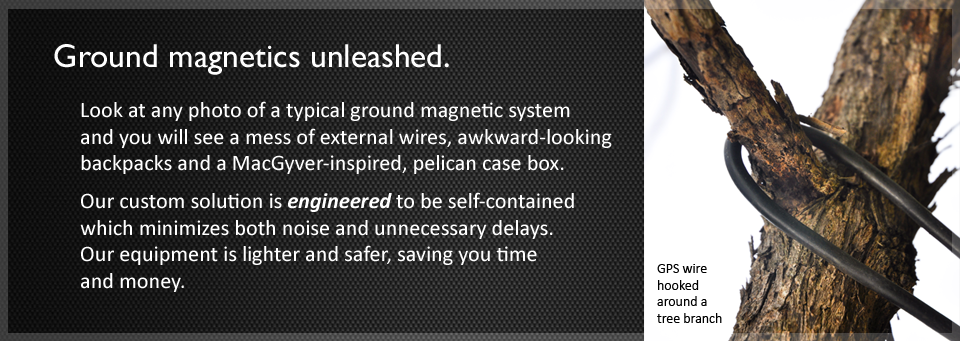 Ground magnetics unleashed.
Look at any photo of a typical ground magnetic system
and you will see a mess of external wires, awkward-looking
backpacks and a MacGyver-inspired, pelican case box.
Our custom solution is engineered to be self-contained
which minimizes both noise and unnecessary delays.
Our equipment is lighter and safer, saving you time
and money.
GPS wire
hooked
around a
tree branch